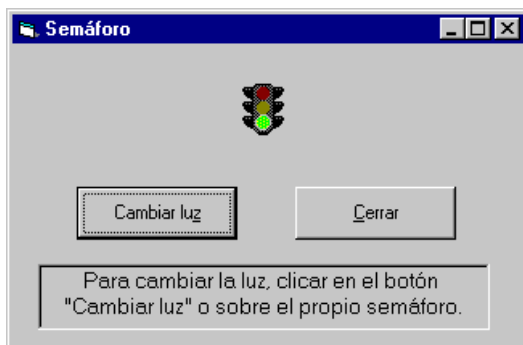 Semáforo
Cambiar luz
Cerrar
Para cambiar la luz, clicar en el botón
"Cambiar luz" o sobre el propio semáforo.